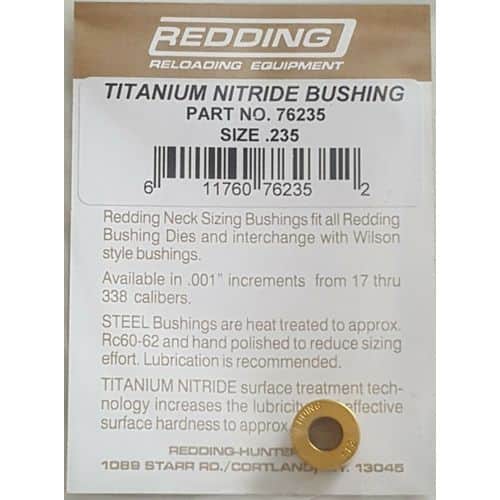 REDDING
RELOADING EQUIPMENT
TITANIUM NITRIDE BUSHING
PART NO. 76235
SIZE .235
6 11760 76235 2
Redding Neck Sizing Bushings fit all Redding
Bushing Dies and interchange with Wilson
style bushings.
Available in .001" increments from 17 thru
338 calibers.
STEEL Bushings are heat treated to approx.
Rc60-62 and hand polished to reduce sizing
effort. Lubrication is recommended.
TITANIUM NITRIDE surface treatment tech-
nology increases the lubricity effective
surface hardness to approx.
REDDING-HUNTER
1089 STARR RD./CORTLAND, N.Y. 13045